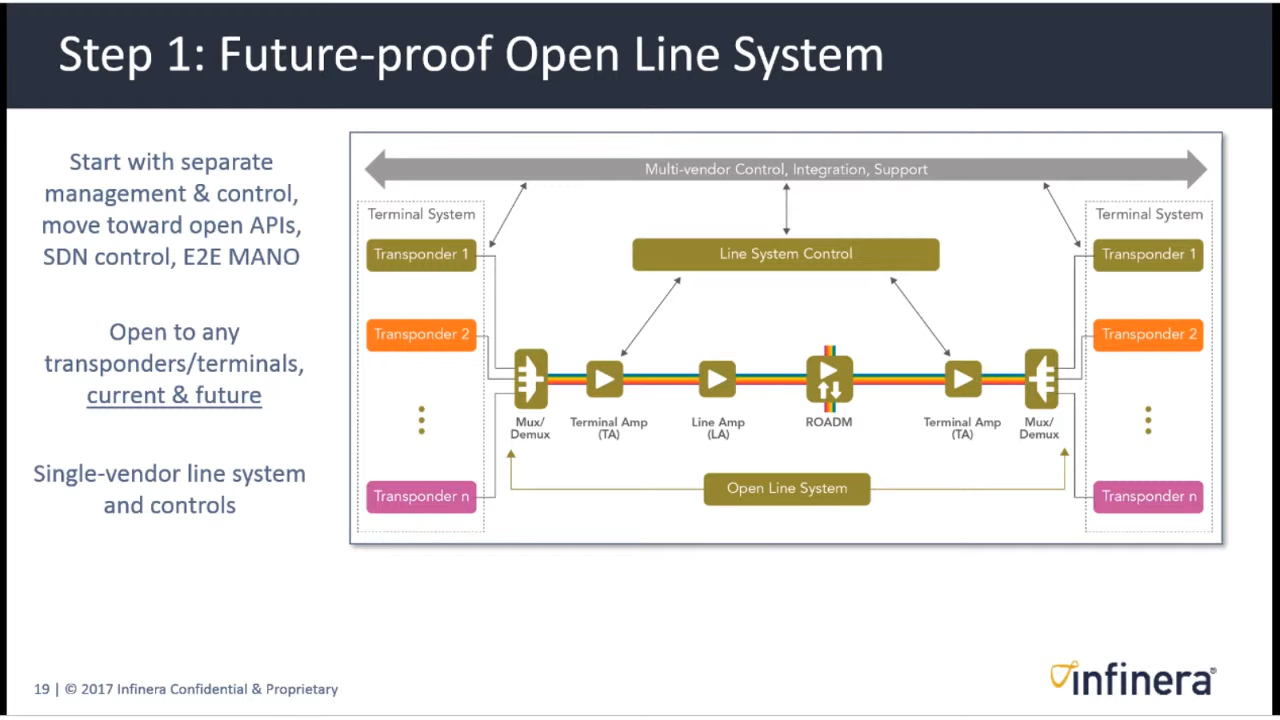 Step 1: Future-proof Open Line System
Start with separate
management & control,
move toward open APIs,
SDN control, E2E MANO
Open to any
transponders/terminals,
current & future
Single-vendor line system
and controls
Multi-vendor Control, Integration, Support
Terminal System
Transponder 1
Transponder 2
Transponder n
Line System Control
Mux/
Demux
Terminal Amp
(TA)
Line Amp
(LA)
ROADM
Terminal Amp
(TA)
Mux/
Demux
Open Line System
Terminal System
Transponder 1
Transponder 2
Transponder n
19 | © 2017 Infinera Confidential & Proprietary
infinera®